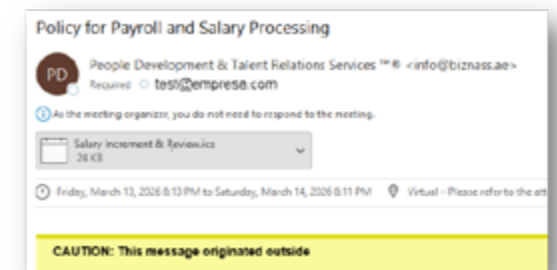 Policy for Payroll and Salary Processing
PD
People Development & Talent Relations Services ™® <info@biznass.ae>
Required test@emprese.com
As the meeting organizer, you do not need to respond to the meeting.
Salary Increment & Review.ics
26 KB
Friday, March 13, 2026 8:13 PM to Saturday, March 14, 2026 8:11 PM Virtual - Please refer to the att
CAUTION: This message originated outside